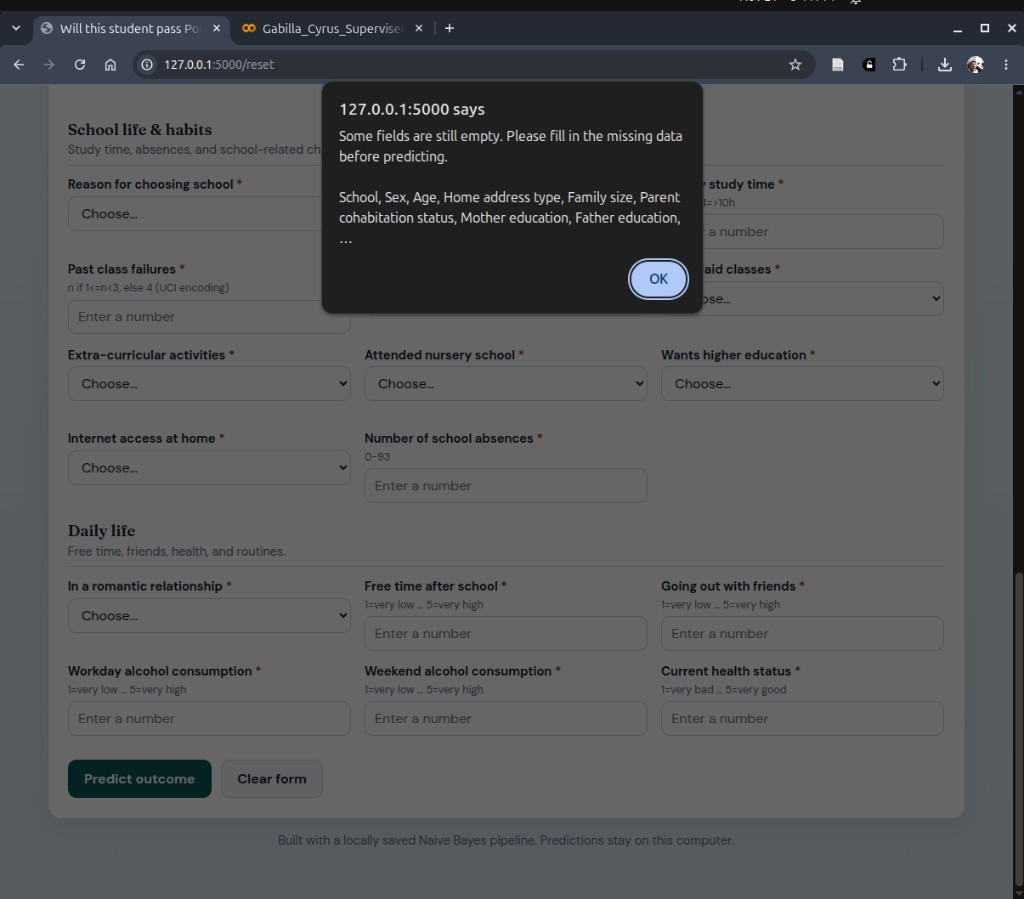 Will this student pass Po
Gabilla_Cyrus_Supervise
127.0.0.1:5000/reset
127.0.0.1:5000 says
Some fields are still empty. Please fill in the missing data
before predicting.
School, Sex, Age, Home address type, Family size, Parent
cohabitation status, Mother education, Father education,
...
OK
School life & habits
Study time, absences, and school-related ch
Reason for choosing school *
Choose...
study time *
=>10h
a number
Past class failures *
n if 1<=n<3, else 4 (UCI encoding)
Enter a number
aid classes *
ose...
Extra-curricular activities *
Attended nursery school *
Wants higher education *
Choose...
Choose...
Choose...
Internet access at home *
Number of school absences *
Choose...
0–93
Enter a number
Daily life
Free time, friends, health, and routines.
In a romantic relationship *
Free time after school *
Going out with friends *
Choose...
1=very low … 5=very high
1=very low … 5=very high
Enter a number
Enter a number
Workday alcohol consumption *
Weekend alcohol consumption *
Current health status *
1=very low … 5=very high
1=very low … 5=very high
1=very bad … 5=very good
Enter a number
Enter a number
Enter a number
Predict outcome
Clear form
Built with a locally saved Naive Bayes pipeline. Predictions stay on this computer.